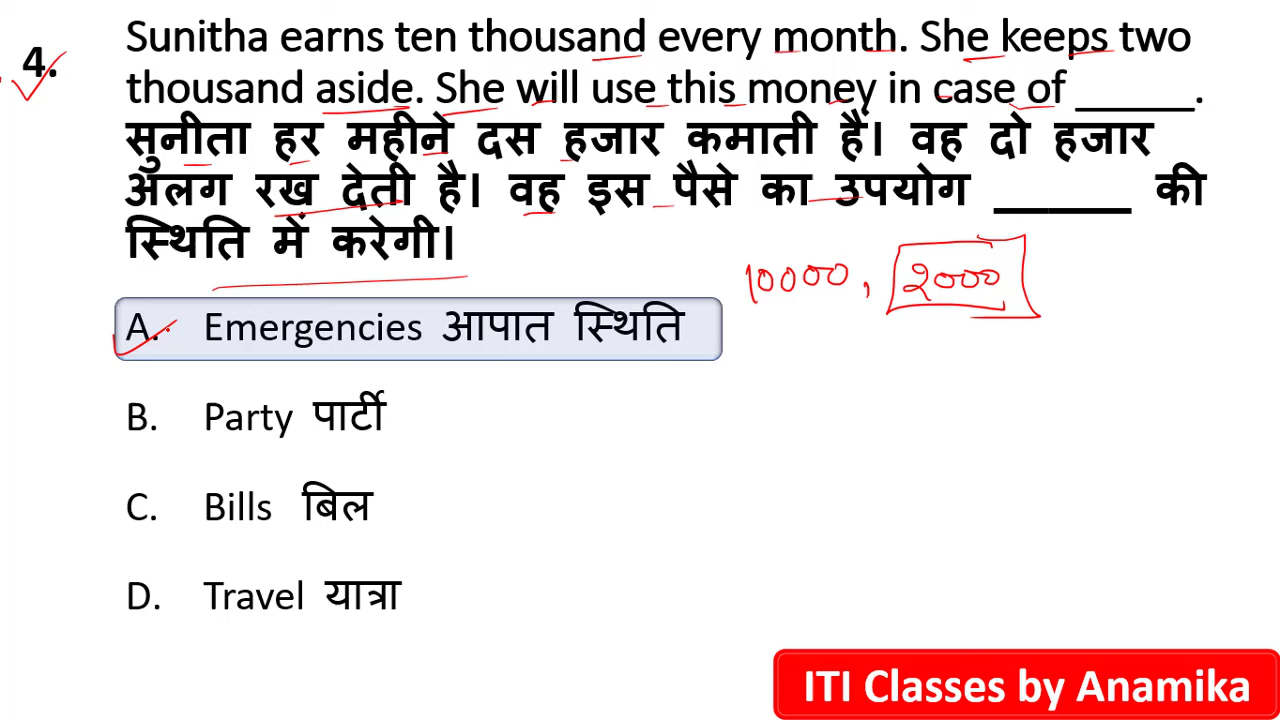 4. Sunitha earns ten thousand every month. She keeps two
thousand aside. She will use this money in case of ______.
सुनीता हर महीने दस हजार कमाती हैं। वह दो हजार
अलग रख देती है। वह इस पैसे का उपयोग ______ की
स्थिति में करेगी।
10000, 2000
A. Emergencies आपात स्थिति
B. Party पार्टी
C. Bills बिल
D. Travel यात्रा
ITI Classes by Anamika